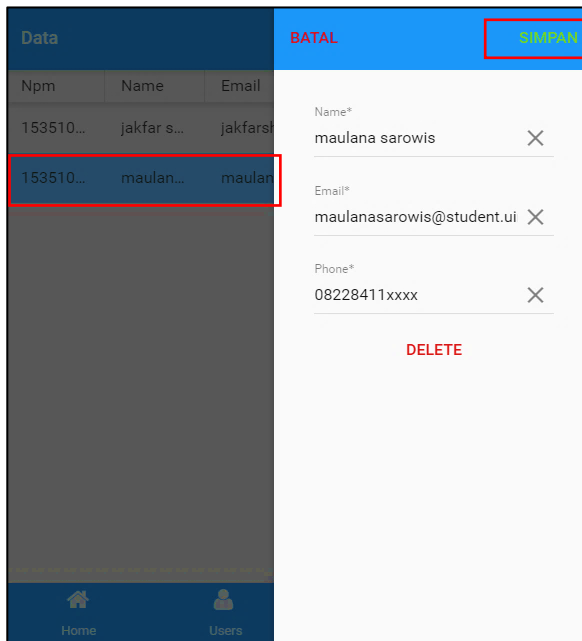 Data
BATAL SIMPAN
Npm Name Email
153510... jakfar s... jakfarsh
153510... maulan... maulan
Name*
maulana sarowis
Email*
maulanasarowis@student.ui
Phone*
08228411xxxx
DELETE
Home Users